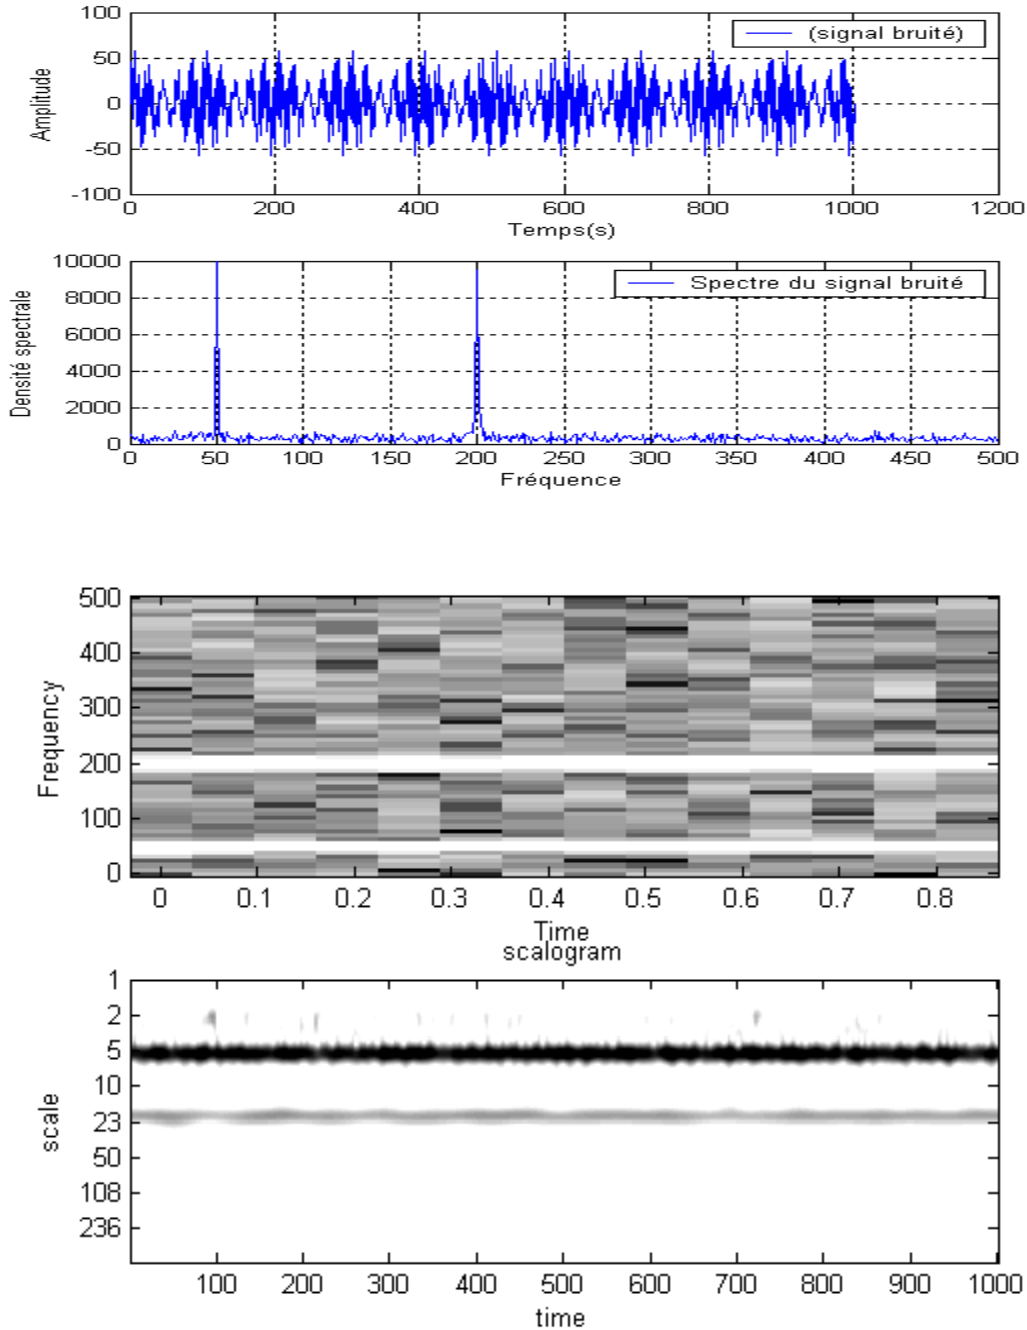 100
50
0
-50
-100
Amplitude
(signal bruité)
0 200 400 600 800 1000 1200
Temps(s)
10000
8000
6000
4000
2000
0
Densité spectrale
Spectre du signal bruité
0 50 100 150 200 250 300 350 400 450 500
Fréquence
500
400
300
200
100
0
Frequency
0 0.1 0.2 0.3 0.4 0.5 0.6 0.7 0.8
Time
scalogram
1
2
5
10
23
50
108
236
scale
100 200 300 400 500 600 700 800 900 1000
time